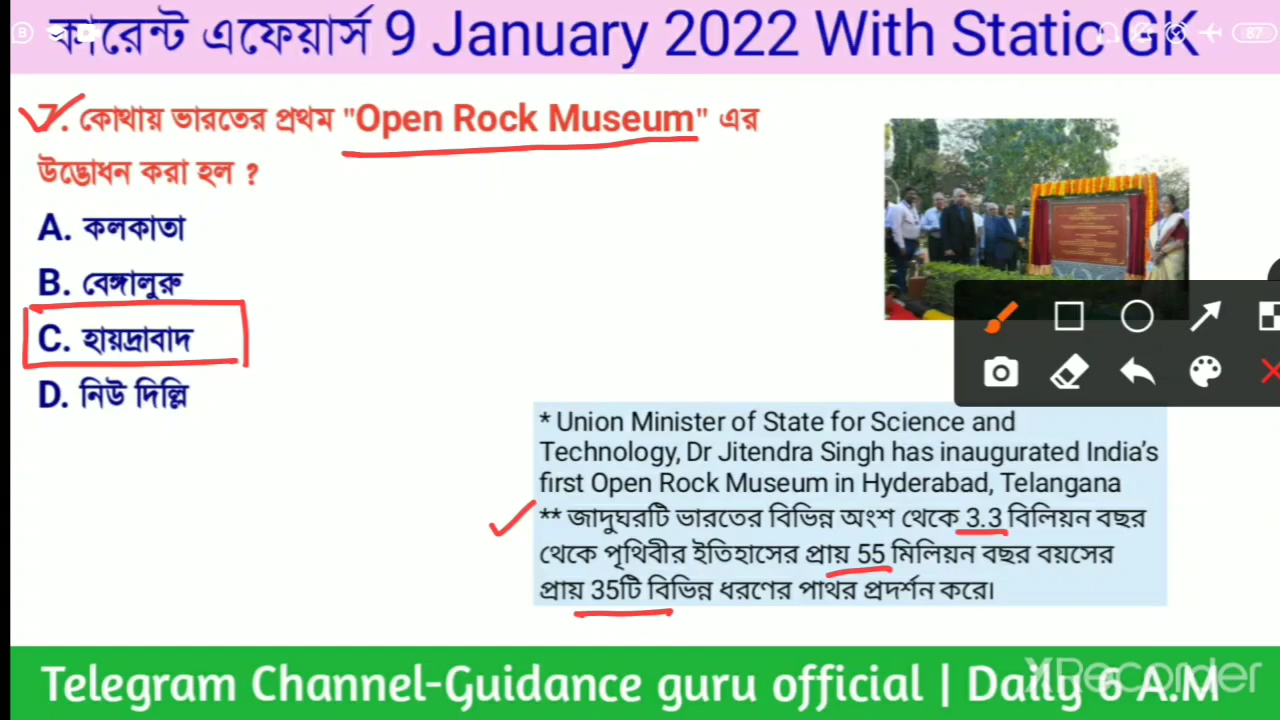 কারেন্ট এফেয়ার্স 9 January 2022 With Static GK
87
7. কোথায় ভারতের প্রথম "Open Rock Museum" এর
উদ্ভোধন করা হল ?
A. কলকাতা
B. বেঙ্গালুরু
C. হায়দ্রাবাদ
D. নিউ দিল্লি
* Union Minister of State for Science and
Technology, Dr Jitendra Singh has inaugurated India's
first Open Rock Museum in Hyderabad, Telangana
** জাদুঘরটি ভারতের বিভিন্ন অংশ থেকে 3.3 বিলিয়ন বছর
থেকে পৃথিবীর ইতিহাসের প্রায় 55 মিলিয়ন বছর বয়সের
প্রায় 35টি বিভিন্ন ধরণের পাথর প্রদর্শন করে।
Telegram Channel-Guidance guru official | Daily 6 A.M
XRecorder